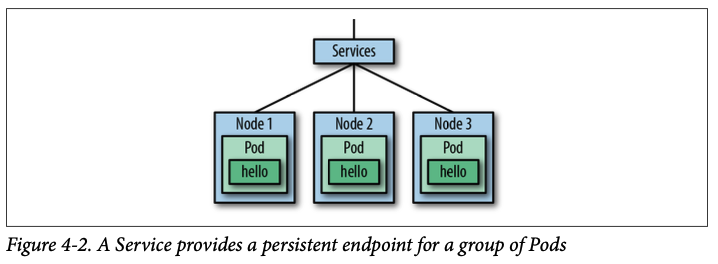 Services
Node 1 Node 2 Node 3
Pod Pod Pod
hello hello hello
Figure 4-2. A Service provides a persistent endpoint for a group of Pods